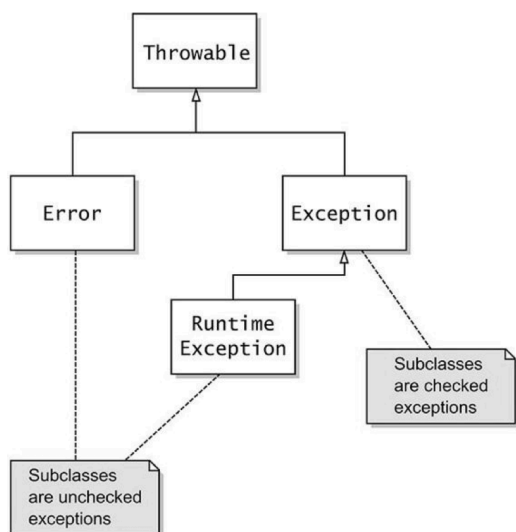 Throwable
Error
Exception
Runtime
Exception
Subclasses
are checked
exceptions
Subclasses
are unchecked
exceptions